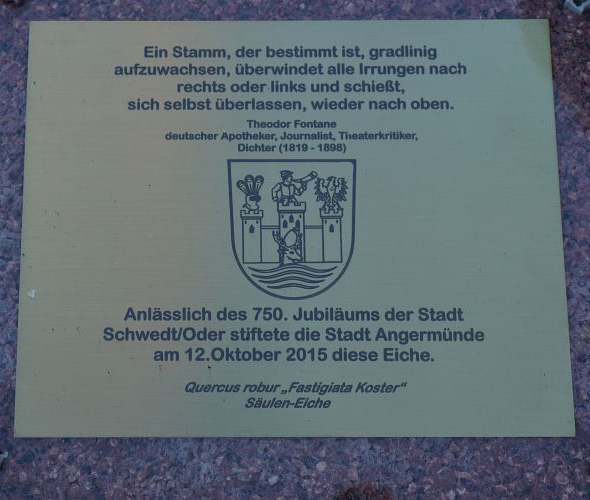 Ein Stamm, der bestimmt ist, gradlinig
aufzuwachsen, überwindet alle Irrungen nach
rechts oder links und schießt,
sich selbst überlassen, wieder nach oben.
Theodor Fontane
deutscher Apotheker, Journalist, Theaterkritiker,
Dichter (1819 - 1898)
Anlässlich des 750. Jubiläums der Stadt
Schwedt/Oder stiftete die Stadt Angermünde
am 12.Oktober 2015 diese Eiche.
Quercus robur „Fastigiata Koster“
Säulen-Eiche